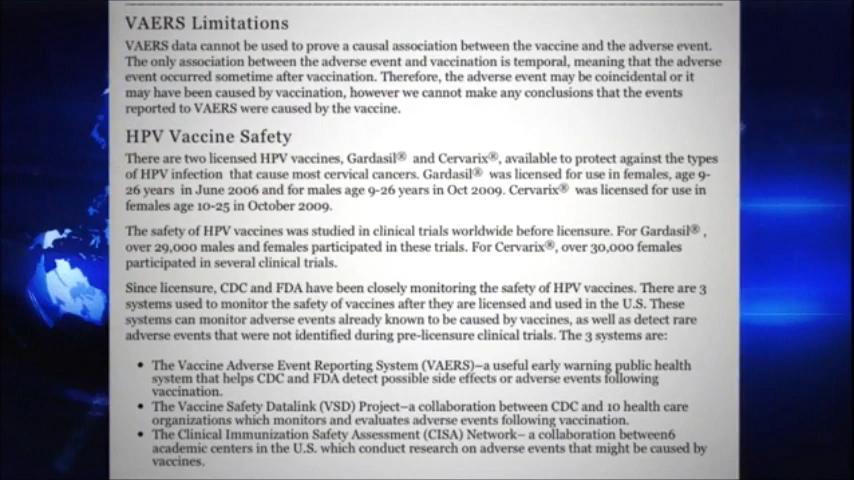 VAERS Limitations
VAERS data cannot be used to prove a causal association between the vaccine and the adverse event.
The only association between the adverse event and vaccination is temporal, meaning that the adverse
event occurred sometime after vaccination. Therefore, the adverse event may be coincidental or it
may have been caused by vaccination, however we cannot make any conclusions that the events
reported to VAERS were caused by the vaccine.
HPV Vaccine Safety
There are two licensed HPV vaccines, Gardasil® and Cervarix®, available to protect against the types
of HPV infection that cause most cervical cancers. Gardasil® was licensed for use in females, age 9-
26 years in June 2006 and for males age 9-26 years in Oct 2009. Cervarix® was licensed for use in
females age 10-25 in October 2009.
The safety of HPV vaccines was studied in clinical trials worldwide before licensure. For Gardasil® ,
over 29,000 males and females participated in these trials. For Cervarix®, over 30,000 females
participated in several clinical trials.
Since licensure, CDC and FDA have been closely monitoring the safety of HPV vaccines. There are 3
systems used to monitor the safety of vaccines after they are licensed and used in the U.S. These
systems can monitor adverse events already known to be caused by vaccines, as well as detect rare
adverse events that were not identified during pre-licensure clinical trials. The 3 systems are:
• The Vaccine Adverse Event Reporting System (VAERS)—a useful early warning public health
system that helps CDC and FDA detect possible side effects or adverse events following
vaccination.
• The Vaccine Safety Datalink (VSD) Project—a collaboration between CDC and 10 health care
organizations which monitors and evaluates adverse events following vaccination.
• The Clinical Immunization Safety Assessment (CISA) Network— a collaboration between6
academic centers in the U.S. which conduct research on adverse events that might be caused by
vaccines.